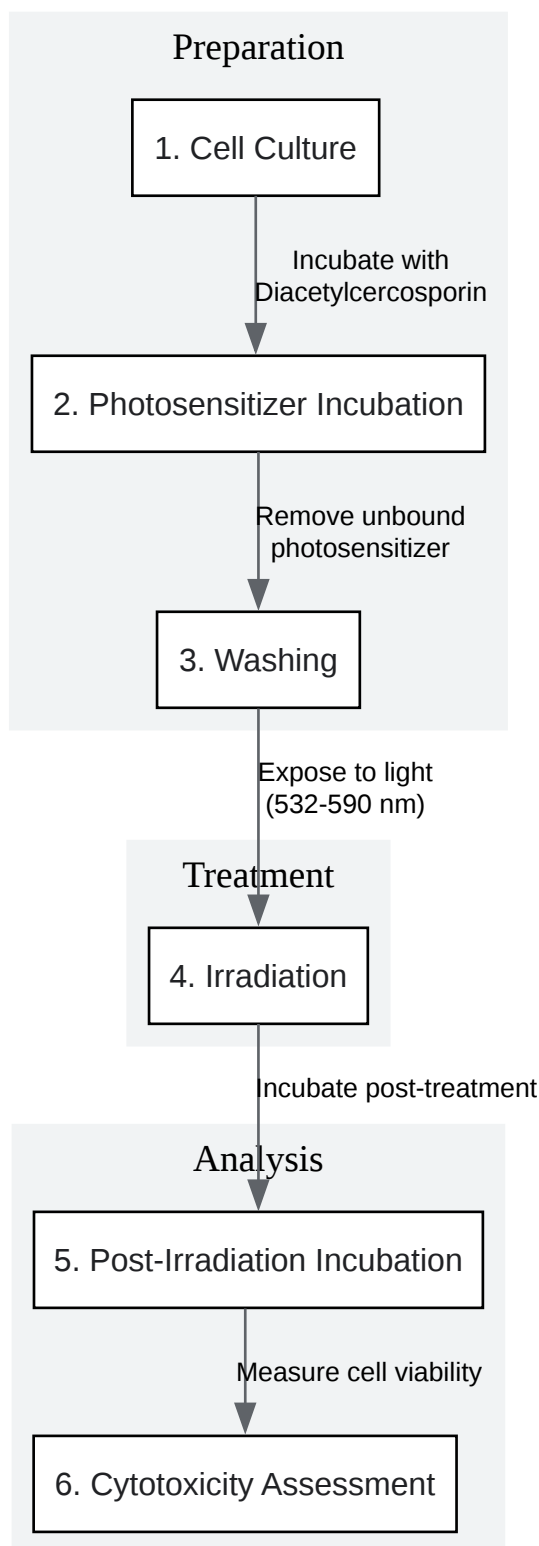 Preparation
1. Cell Culture
Incubate with
Diacetylcercosporin
2. Photosensitizer Incubation
Remove unbound
photosensitizer
3. Washing
Expose to light
(532-590 nm)
Treatment
4. Irradiation
Incubate post-treatment
Analysis
5. Post-Irradiation Incubation
Measure cell viability
6. Cytotoxicity Assessment